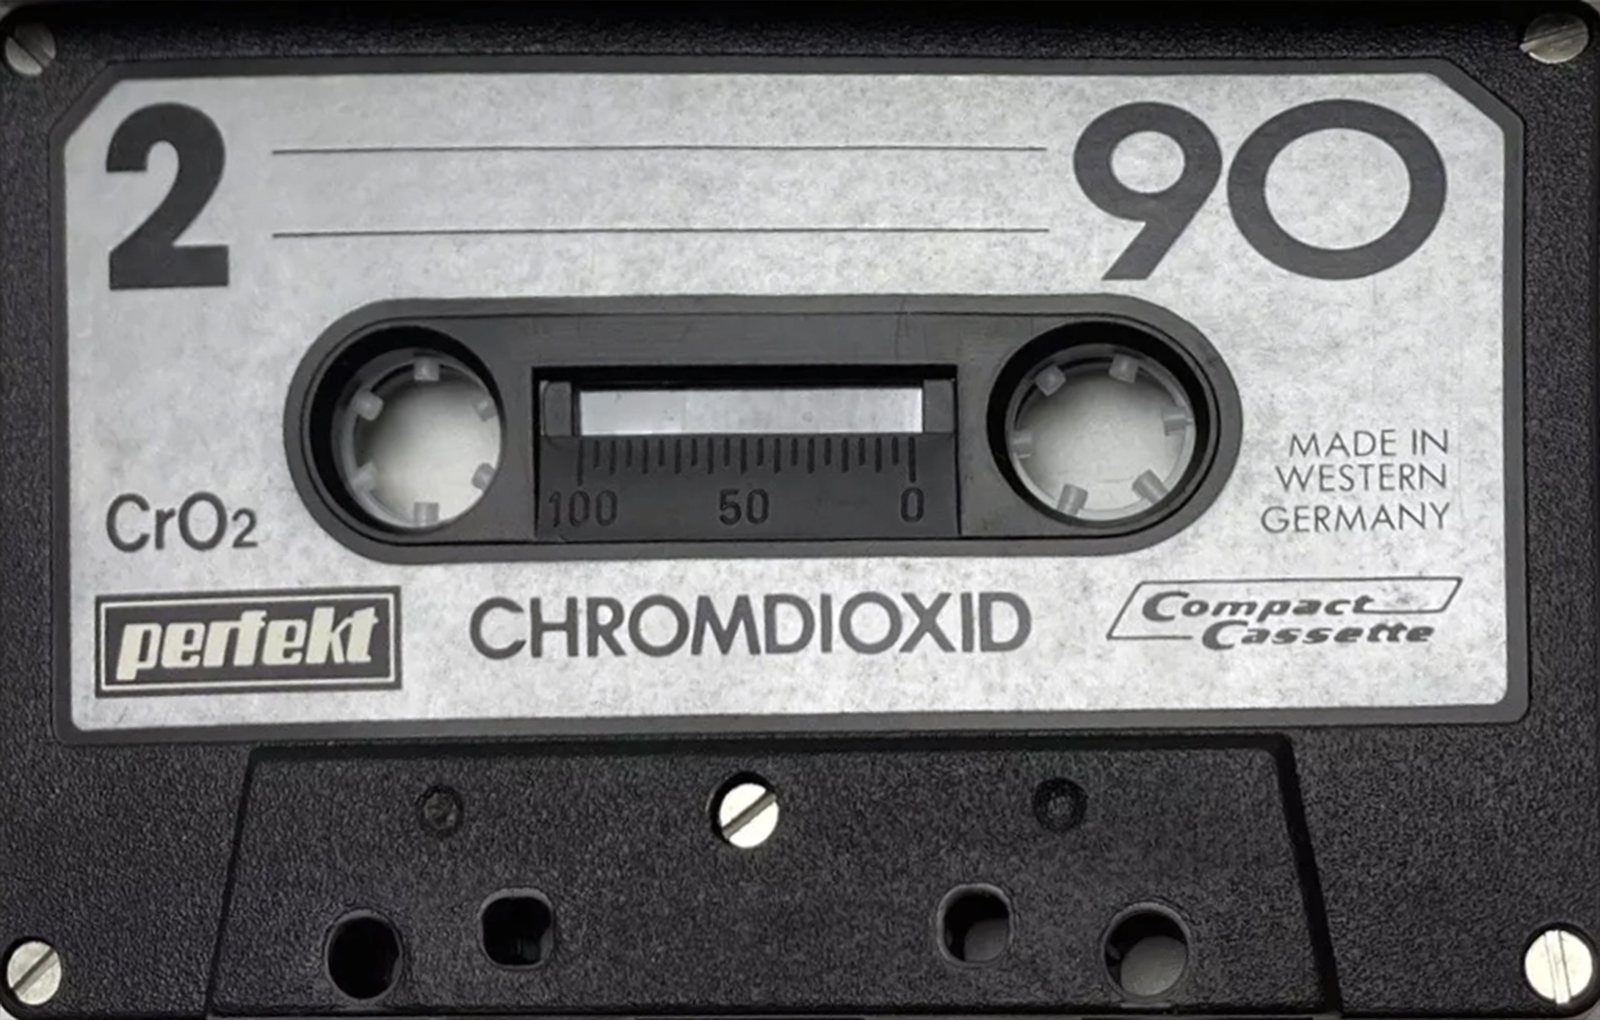 2
90
100 50 0
CrO2
MADE IN
WESTERN
GERMANY
perfekt
CHROMDIOXID
Compact
Cassette